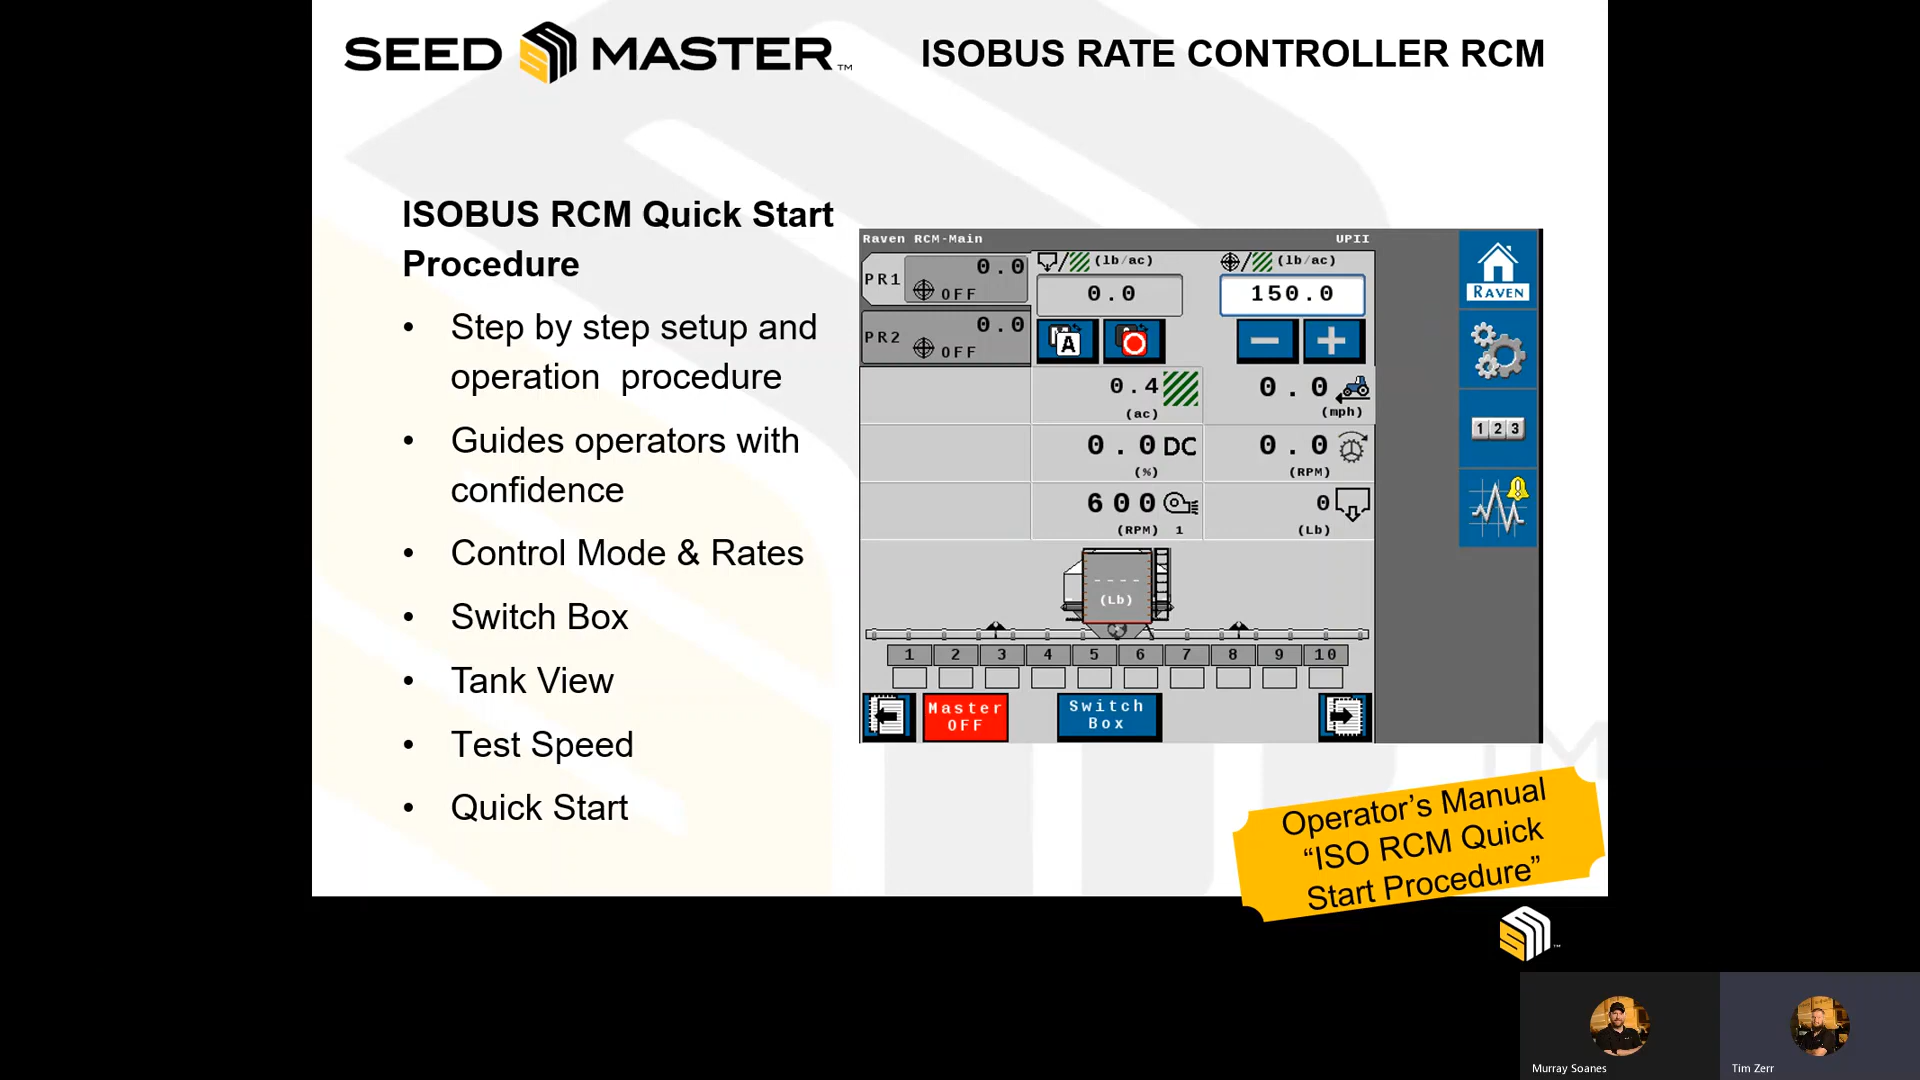 SEED MASTER™
ISOBUS RATE CONTROLLER RCM
ISOBUS RCM Quick Start
Procedure
• Step by step setup and
operation procedure
• Guides operators with
confidence
• Control Mode & Rates
• Switch Box
• Tank View
• Test Speed
• Quick Start
Raven RCM-Main UPII
PR1 0.0 OFF
PR2 0.0 OFF
/ (lb/ac) / (lb/ac)
0.0 150.0
A − +
0.4 (ac) 0.0 (mph)
0.0 DC (%) 0.0 (RPM)
600 (RPM) 1 0 (Lb)
---- (Lb)
1 2 3 4 5 6 7 8 9 10
Master OFF
Switch Box
RAVEN
1 2 3
Operator’s Manual
“ISO RCM Quick
Start Procedure”
TM
Murray Soanes
Tim Zerr